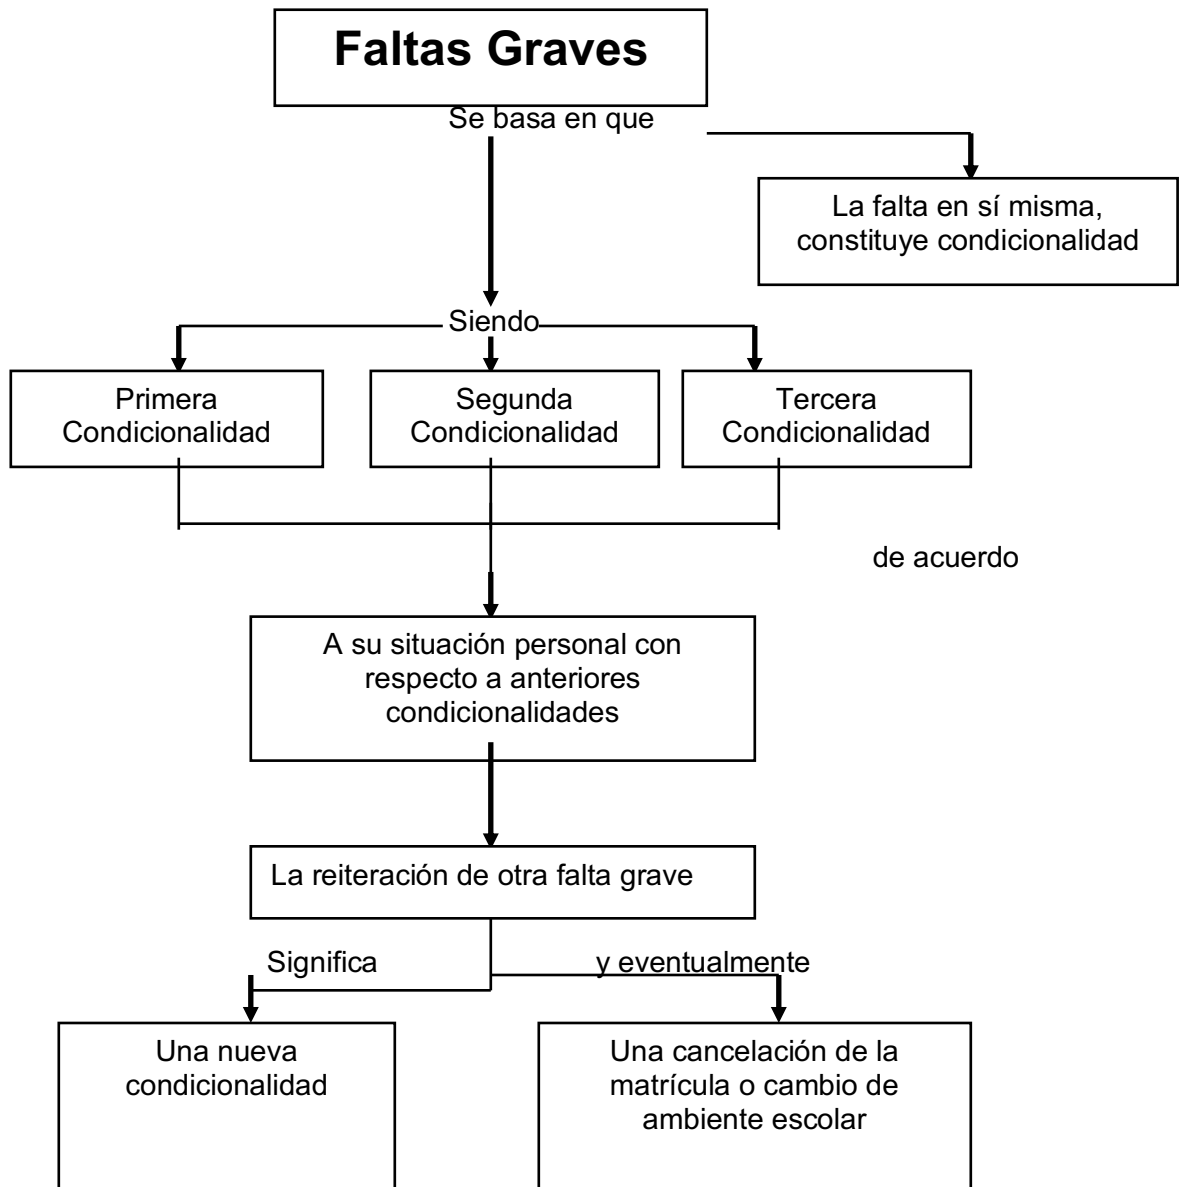 Faltas Graves
Se basa en que
La falta en sí misma,
constituye condicionalidad
Siendo
Primera
Condicionalidad
Segunda
Condicionalidad
Tercera
Condicionalidad
de acuerdo
A su situación personal con
respecto a anteriores
condicionalidades
La reiteración de otra falta grave
Significa
y eventualmente
Una nueva
condicionalidad
Una cancelación de la
matrícula o cambio de
ambiente escolar